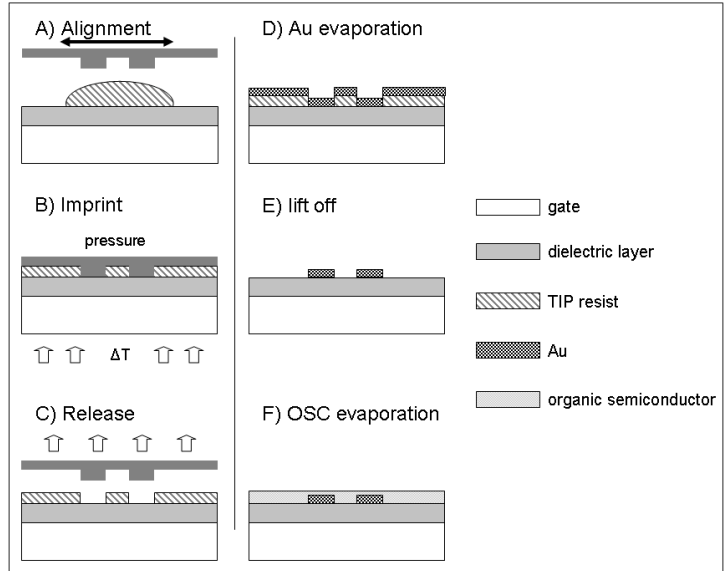 A) Alignment
B) Imprint
pressure
ΔT
C) Release
D) Au evaporation
E) lift off
F) OSC evaporation
gate
dielectric layer
TIP resist
Au
organic semiconductor